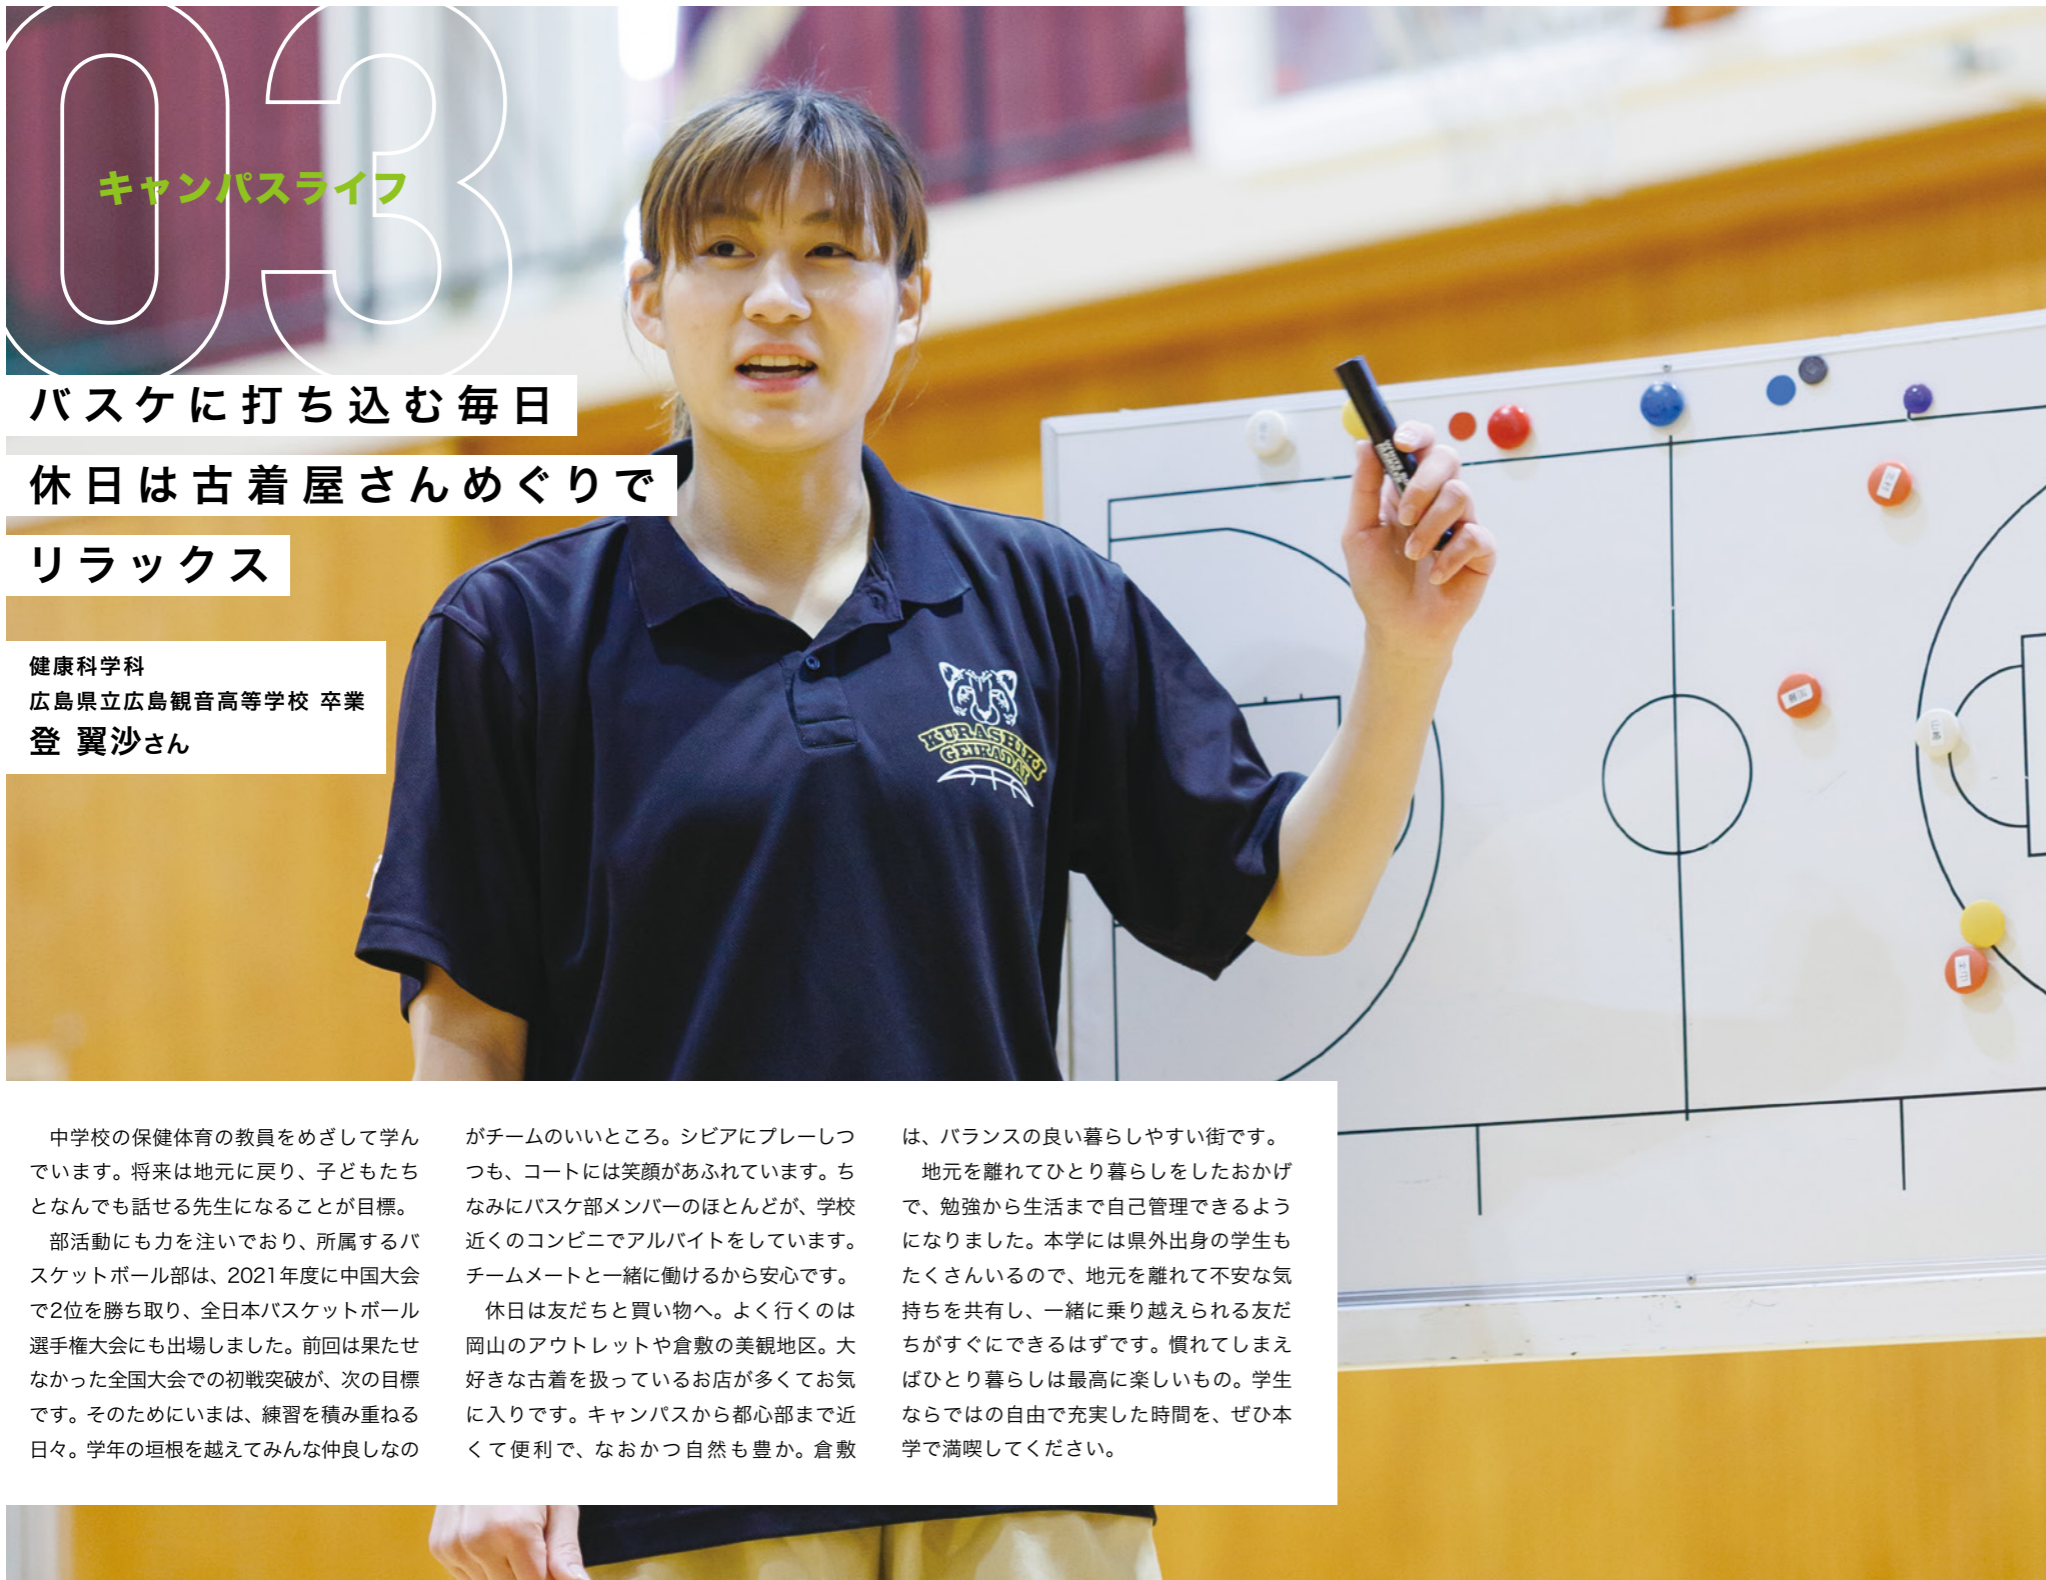 03
キャンパスライフ
バスケに打ち込む毎日
休日は古着屋さんめぐりで
リラックス
健康科学科
広島県立広島観音高等学校 卒業
登 翼沙さん
KURASHIKI
GEIKADAI
中学校の保健体育の教員をめざして学ん
でいます。将来は地元に戻り、子どもたち
となんでも話せる先生になることが目標。
部活動にも力を注いでおり、所属するバ
スケットボール部は、2021年度に中国大会
で2位を勝ち取り、全日本バスケットボール
選手権大会にも出場しました。前回は果たせ
なかった全国大会での初戦突破が、次の目標
です。そのためにいまは、練習を積み重ねる
日々。学年の垣根を越えてみんな仲良しなの
がチームのいいところ。シビアにプレーしつ
つも、コートには笑顔があふれています。ち
なみにバスケ部メンバーのほとんどが、学校
近くのコンビニでアルバイトをしています。
チームメートと一緒に働けるから安心です。
休日は友だちと買い物へ。よく行くのは
岡山のアウトレットや倉敷の美観地区。大
好きな古着を扱っているお店が多くてお気
に入りです。キャンパスから都心部まで近
くて便利で、なおかつ自然も豊か。倉敷
は、バランスの良い暮らしやすい街です。
地元を離れてひとり暮らしをしたおかげ
で、勉強から生活まで自己管理できるよう
になりました。本学には県外出身の学生も
たくさんいるので、地元を離れて不安な気
持ちを共有し、一緒に乗り越えられる友だ
ちがすぐにできるはずです。慣れてしまえ
ばひとり暮らしは最高に楽しいもの。学生
ならではの自由で充実した時間を、ぜひ本
学で満喫してください。